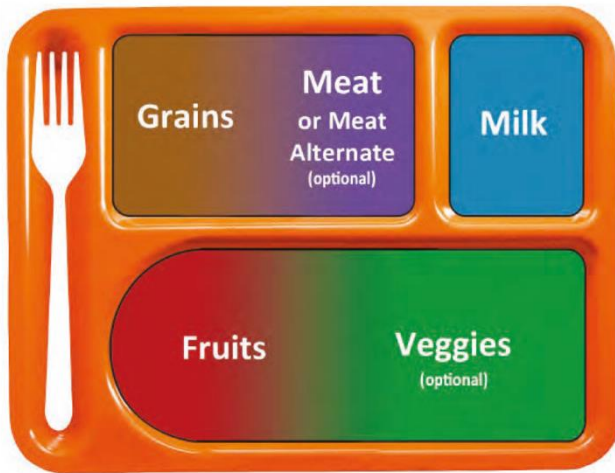 Grains
Meat
or Meat
Alternate
(optional)
Milk
Fruits
Veggies
(optional)